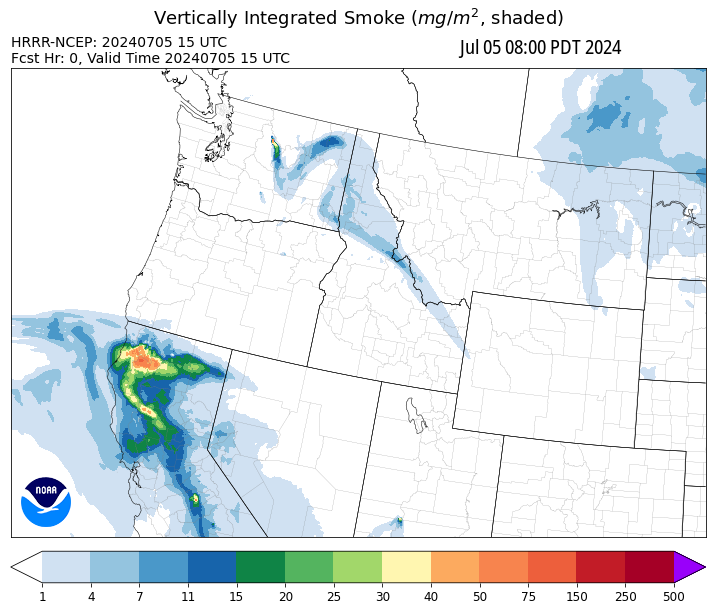 Vertically Integrated Smoke (mg/m², shaded)
HRRR-NCEP: 20240705 15 UTC
Fcst Hr: 0, Valid Time 20240705 15 UTC
Jul 05 08:00 PDT 2024
NOAA
1 4 7 11 15 20 25 30 40 50 75 150 250 500